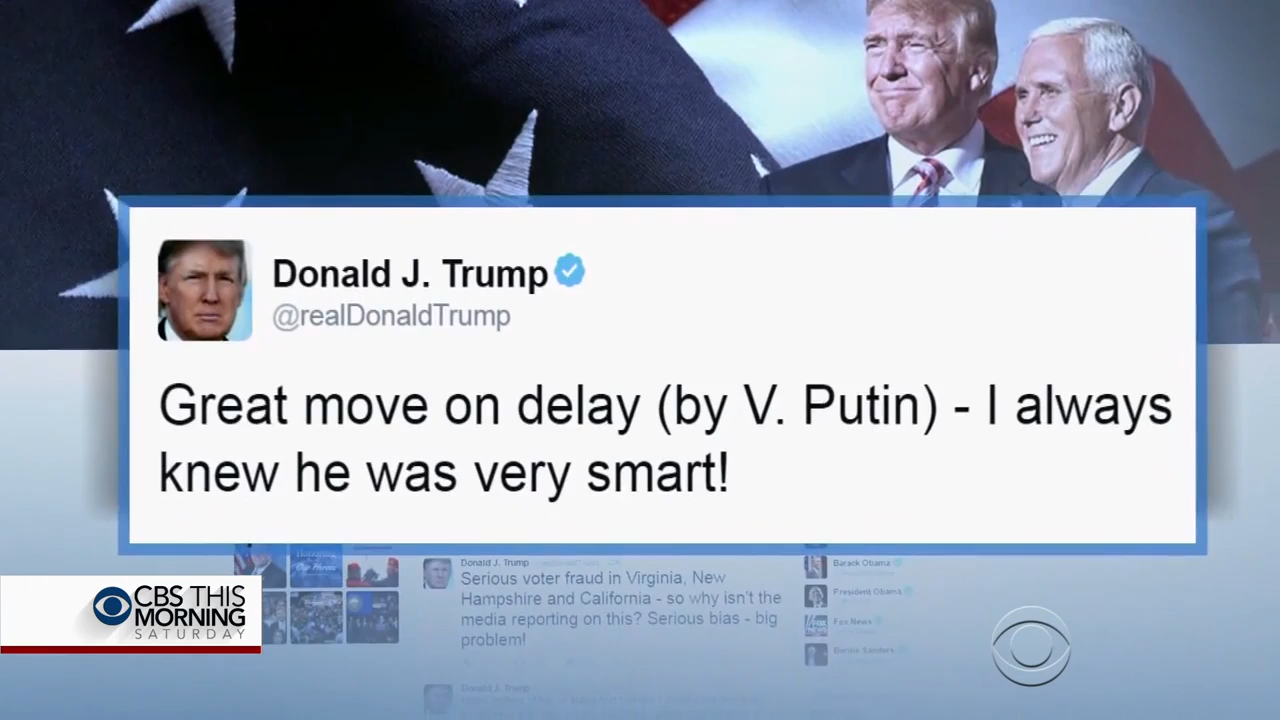 Donald J. Trump
@realDonaldTrump
Great move on delay (by V. Putin) - I always
knew he was very smart!
Donald J. Trump
Serious voter fraud in Virginia, New
Hampshire and California - so why isn't the
media reporting on this? Serious bias - big
problem!
Barack Obama
President Obama
Fox News
Bernie Sanders
Donald J. Trump
CBS THIS
MORNING
SATURDAY